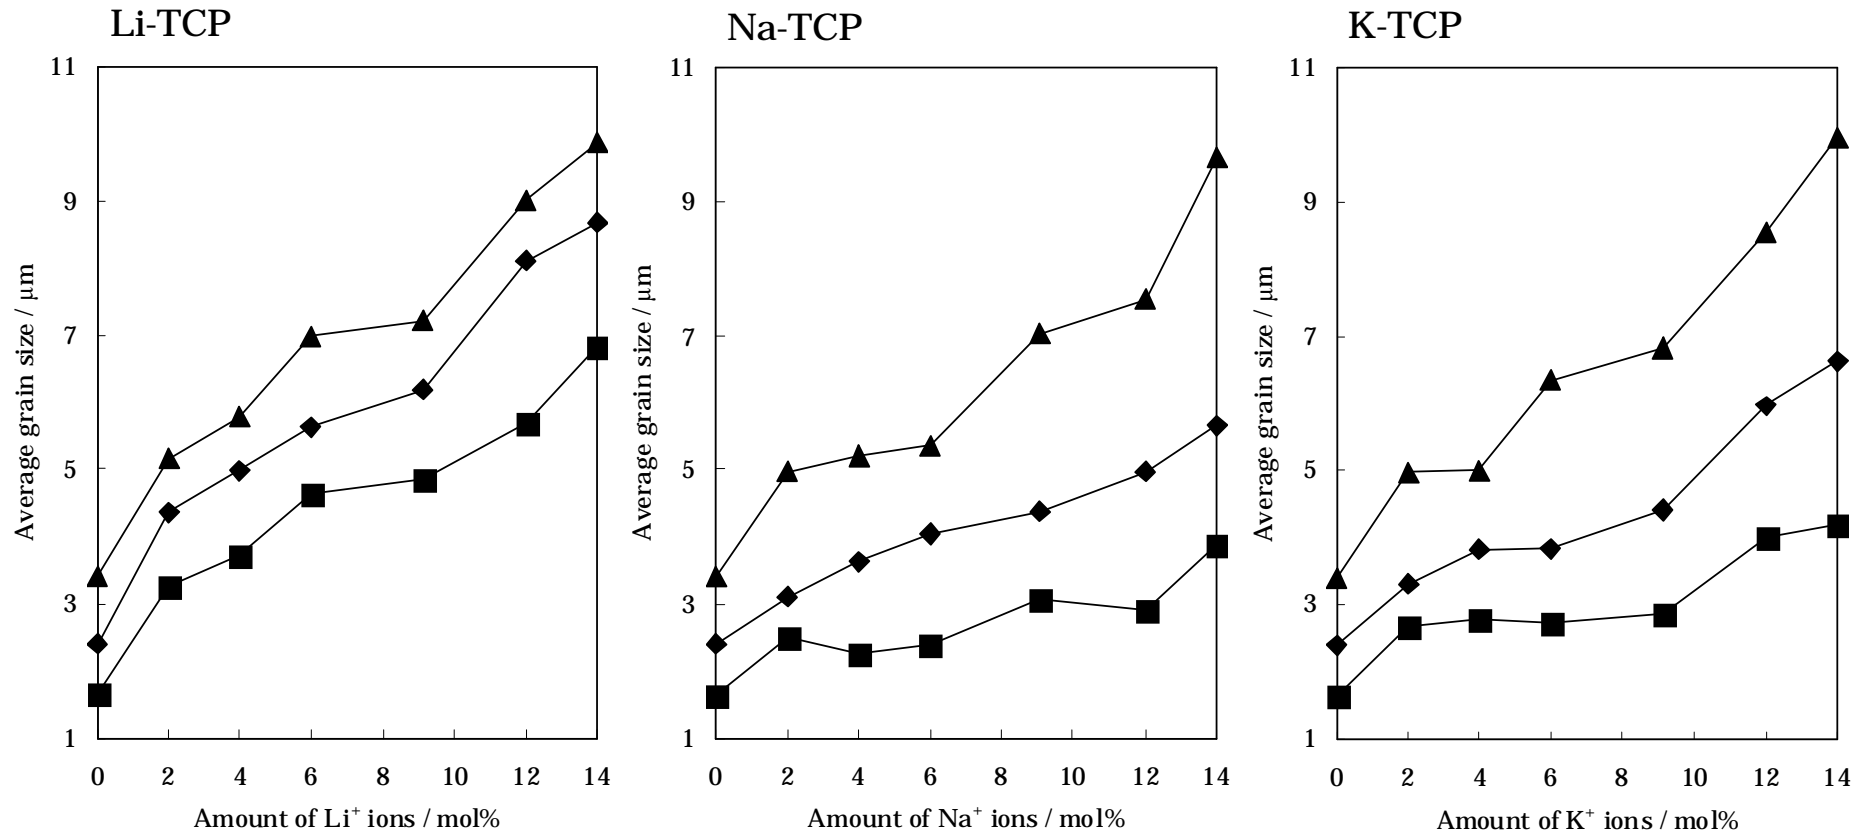 Li-TCP
11
9
7
5
3
1
0 2 4 6 8 10 12 14
Average grain size / μm
Amount of Li⁺ ions / mol%
Na-TCP
11
9
7
5
3
1
0 2 4 6 8 10 12 14
Average grain size / μm
Amount of Na⁺ ions / mol%
K-TCP
11
9
7
5
3
1
0 2 4 6 8 10 12 14
Average grain size / μm
Amount of K⁺ ions / mol%